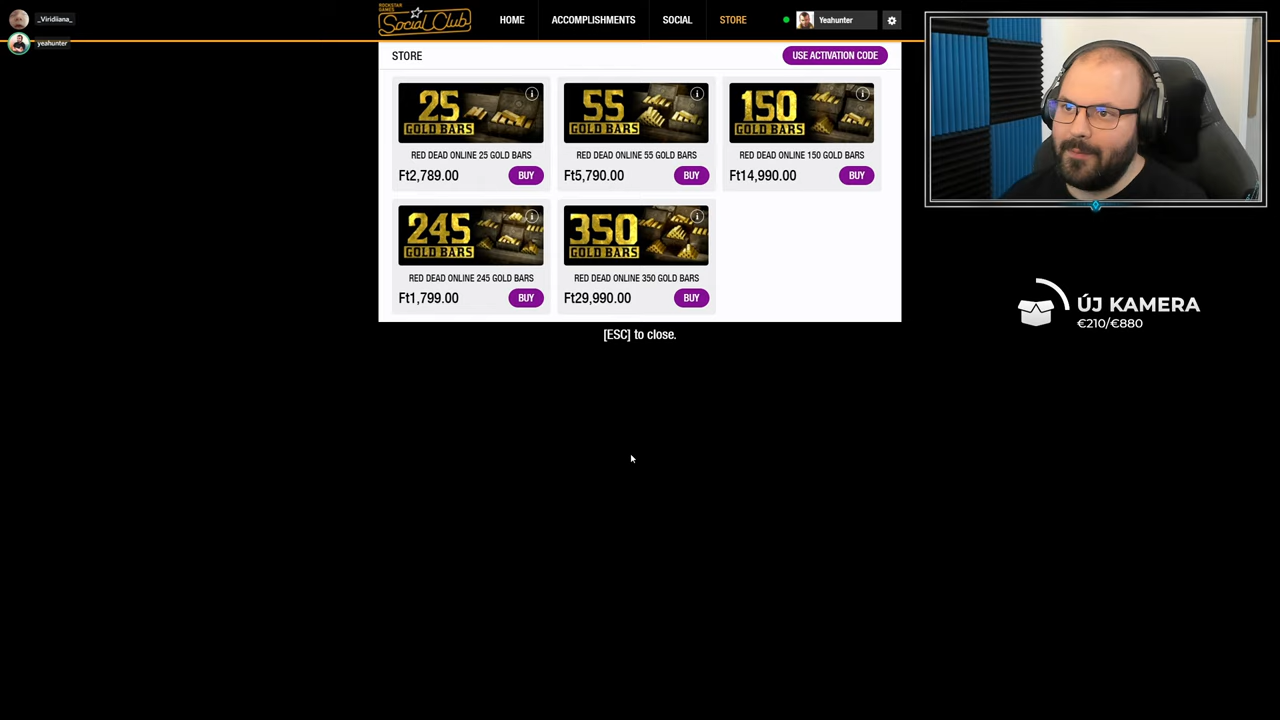 _Viridiana_
yeahunter
ROCKSTAR GAMES
Social Club
HOME
ACCOMPLISHMENTS
SOCIAL
STORE
Yeahunter
STORE
USE ACTIVATION CODE
25
GOLD BARS
RED DEAD ONLINE 25 GOLD BARS
Ft2,789.00
BUY
55
GOLD BARS
RED DEAD ONLINE 55 GOLD BARS
Ft5,790.00
BUY
150
GOLD BARS
RED DEAD ONLINE 150 GOLD BARS
Ft14,990.00
BUY
245
GOLD BARS
RED DEAD ONLINE 245 GOLD BARS
Ft1,799.00
BUY
350
GOLD BARS
RED DEAD ONLINE 350 GOLD BARS
Ft29,990.00
BUY
[ESC] to close.
ÚJ KAMERA
€210/€880